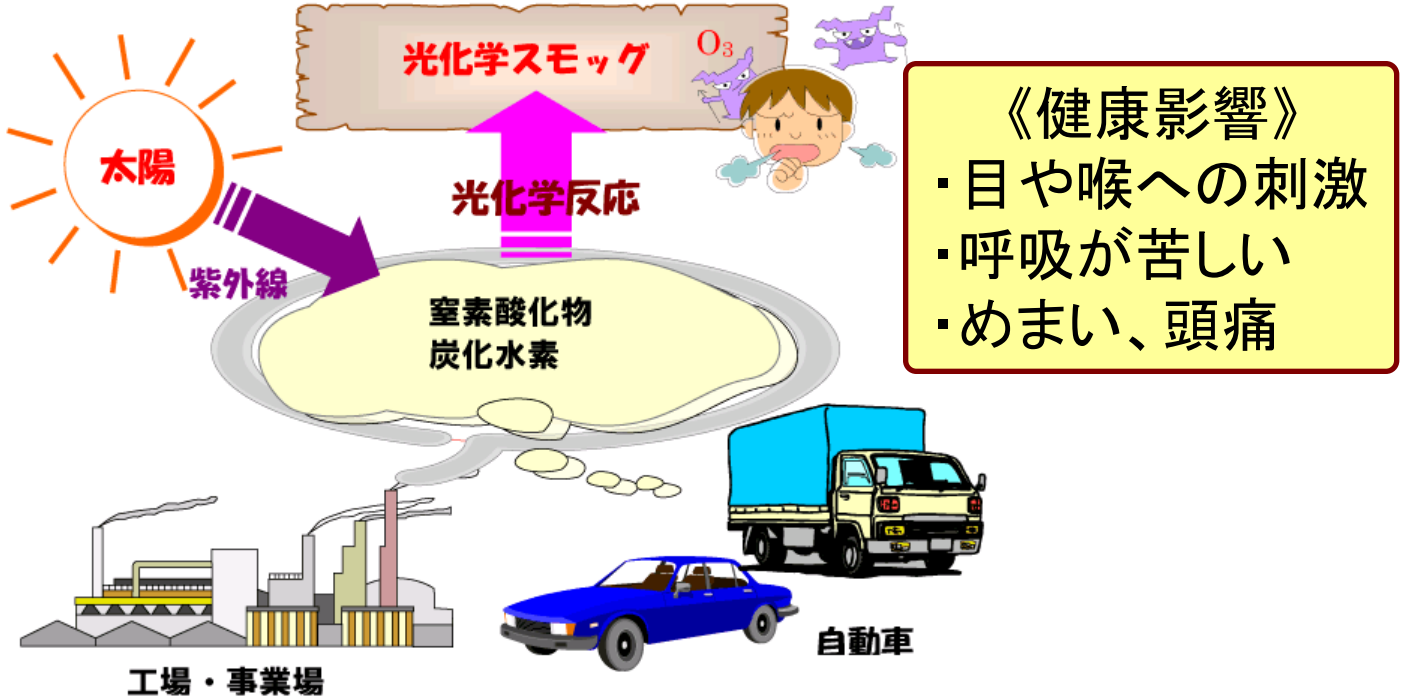 光化学スモッグ
O₃
太陽
紫外線
光化学反応
窒素酸化物
炭化水素
工場・事業場
自動車
《健康影響》
・目や喉への刺激
・呼吸が苦しい
・めまい、頭痛